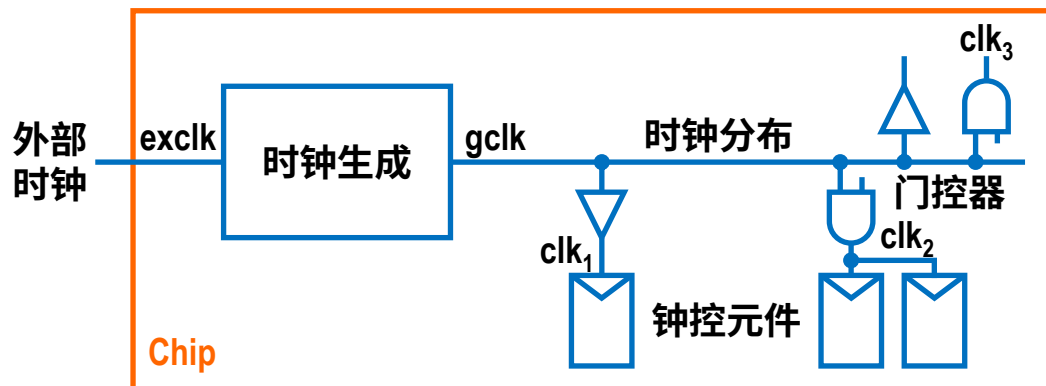 clk₃
外部
时钟
exclk
时钟生成
gclk
时钟分布
门控器
clk₁
clk₂
钟控元件
Chip